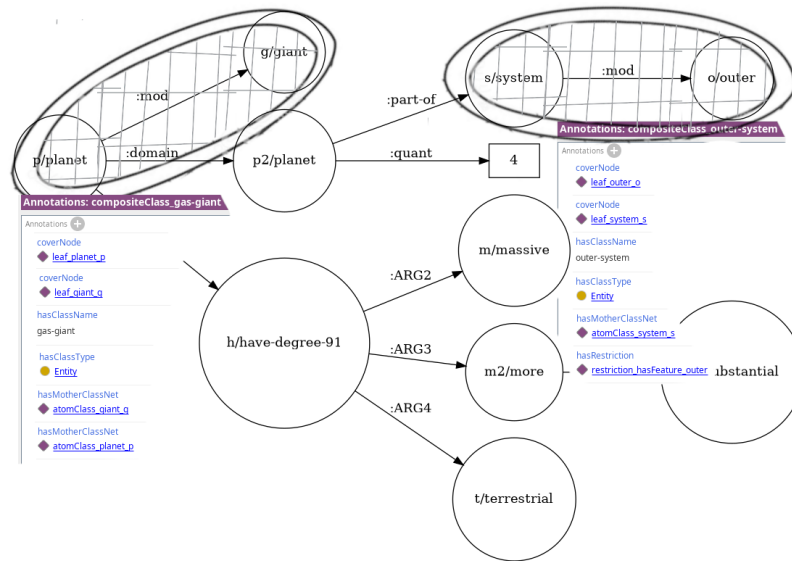 g/giant
:mod
p/planet
:domain
p2/planet
:part-of
s/system
:mod
o/outer
:quant
4
Annotations: compositeClass_outer-system
Annotations
coverNode
leaf_outer_o
coverNode
leaf_system_s
hasClassName
outer-system
hasClassType
Entity
hasMotherClassNet
atomClass_system_s
hasRestriction
restriction_hasFeature_outer
Annotations: compositeClass_gas-giant
Annotations
coverNode
leaf_planet_p
coverNode
leaf_giant_g
hasClassName
gas-giant
hasClassType
Entity
hasMotherClassNet
atomClass_giant_g
hasMotherClassNet
atomClass_planet_p
h/have-degree-91
:ARG2
m/massive
:ARG3
m2/more
ubstantial
:ARG4
t/terrestrial